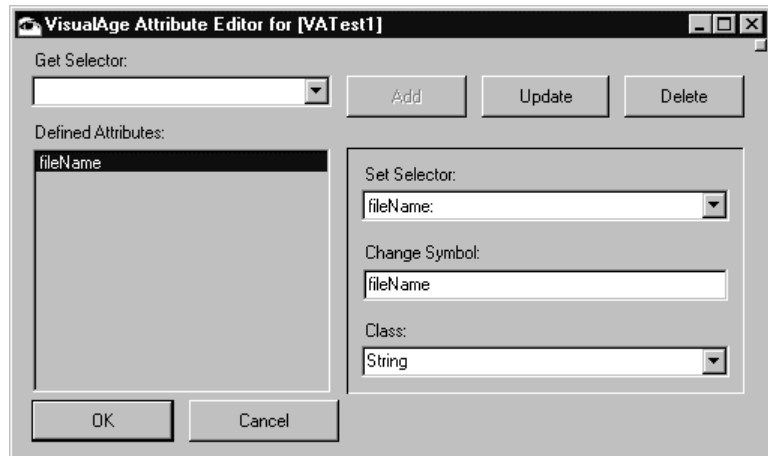 VisualAge Attribute Editor for [VATest1]
Get Selector:
Add
Update
Delete
Defined Attributes:
fileName
Set Selector:
fileName:
Change Symbol:
fileName
Class:
String
OK
Cancel